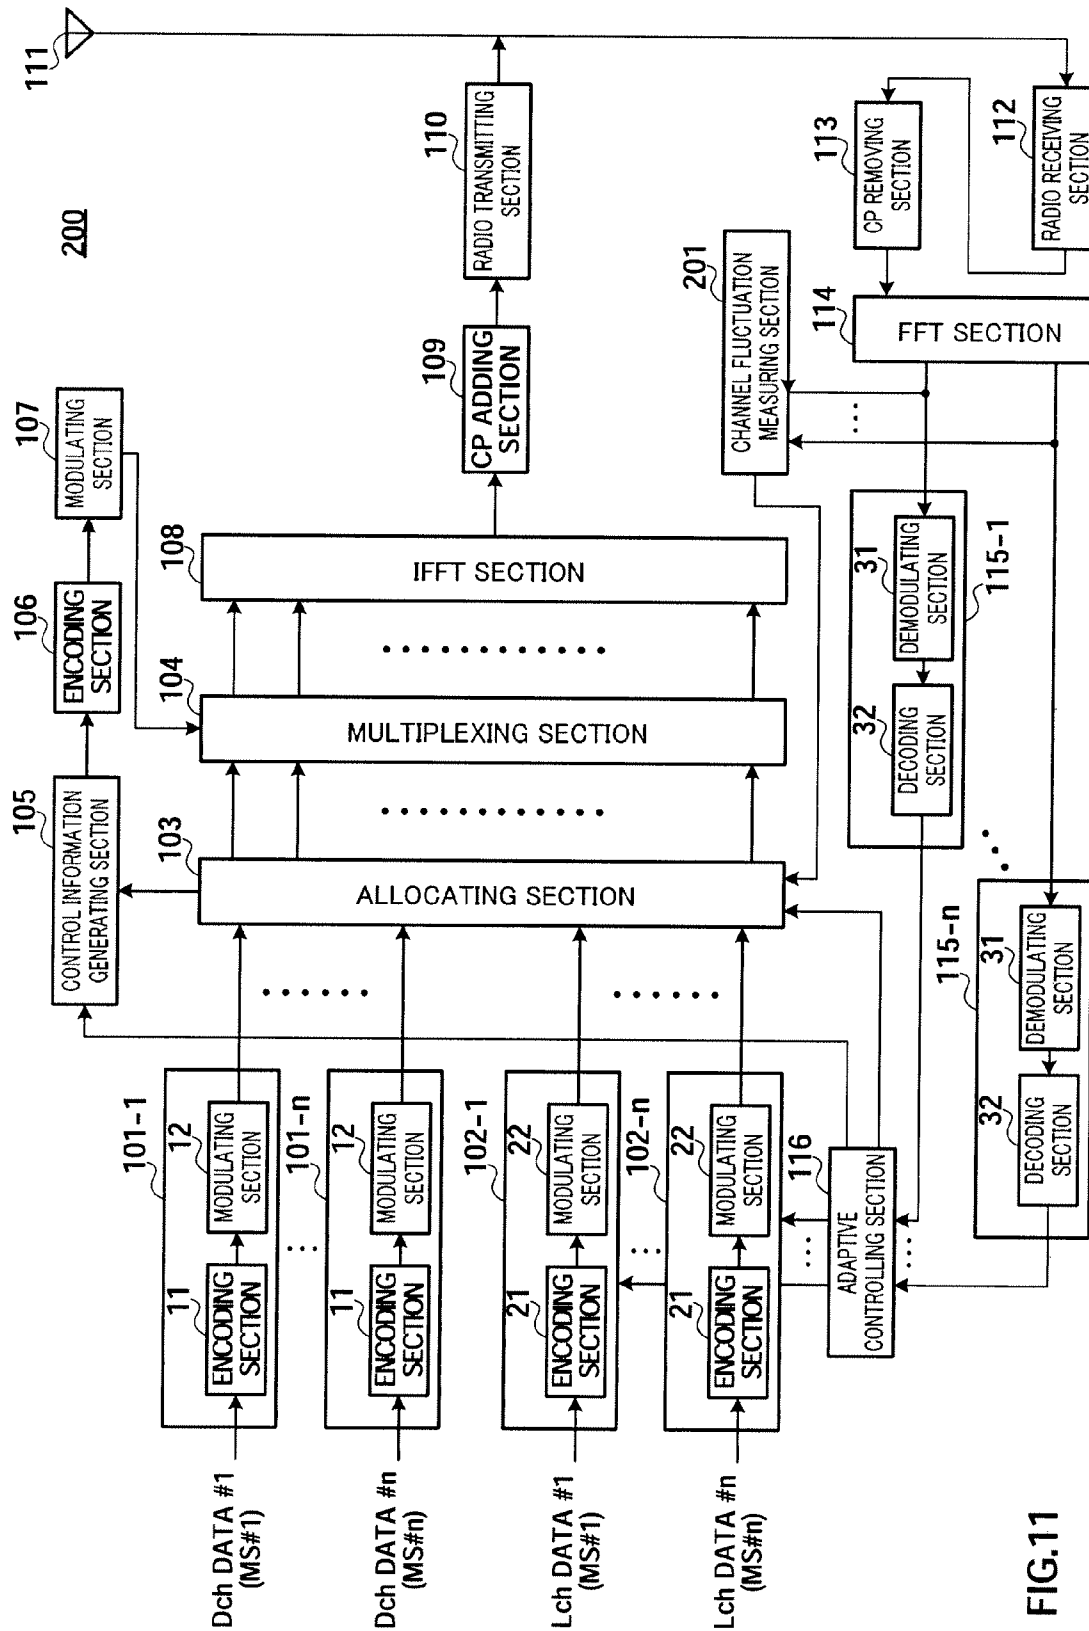 200
111
105
CONTROL INFORMATION
GENERATING SECTION
106
ENCODING
SECTION
107
MODULATING
SECTION
Dch DATA #1
(MS#1)
101-1
11
ENCODING
SECTION
12
MODULATING
SECTION
Dch DATA #n
(MS#n)
101-n
11
ENCODING
SECTION
12
MODULATING
SECTION
Lch DATA #1
(MS#1)
102-1
21
ENCODING
SECTION
22
MODULATING
SECTION
Lch DATA #n
(MS#n)
102-n
21
ENCODING
SECTION
22
MODULATING
SECTION
103
ALLOCATING SECTION
104
MULTIPLEXING SECTION
108
IFFT SECTION
109
CP ADDING
SECTION
110
RADIO TRANSMITTING
SECTION
116
ADAPTIVE
CONTROLLING SECTION
201
CHANNEL FLUCTUATION
MEASURING SECTION
113
CP REMOVING
SECTION
114
FFT SECTION
112
RADIO RECEIVING
SECTION
115-1
32
DECODING
SECTION
31
DEMODULATING
SECTION
115-n
32
DECODING
SECTION
31
DEMODULATING
SECTION
FIG.11